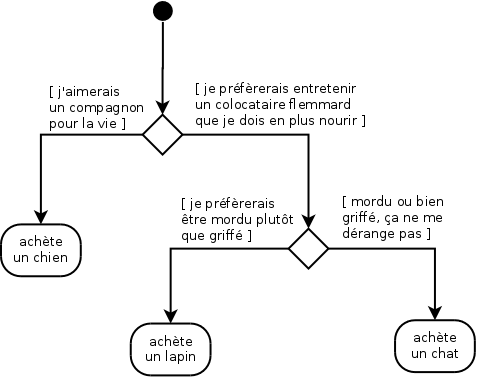 [ j'aimerais
un compagnon
pour la vie ]
[ je préfèrerais entretenir
un colocataire flemmard
que je dois en plus nourir ]
[ je préfèrerais
être mordu plutôt
que griffé ]
[ mordu ou bien
griffé, ça ne me
dérange pas ]
achète
un chien
achète
un lapin
achète
un chat